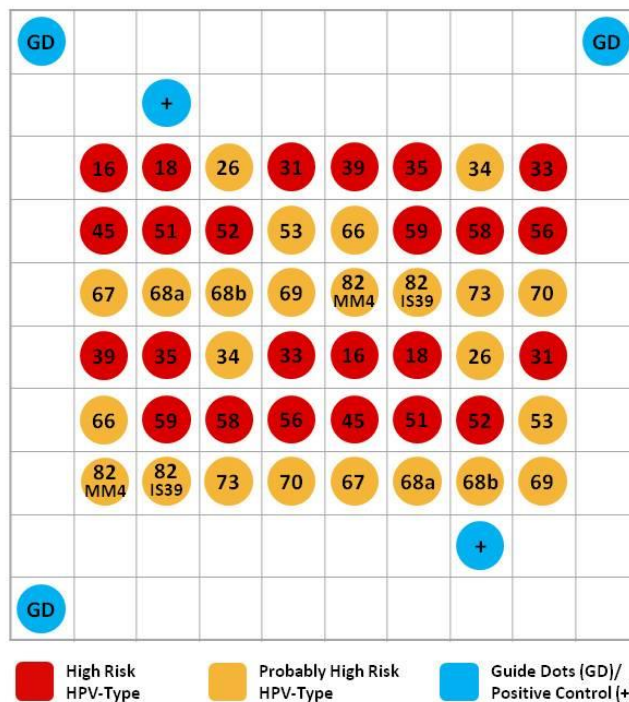 GD GD
+
16 18 26 31 39 35 34 33
45 51 52 53 66 59 58 56
67 68a 68b 69 82 MM4 82 IS39 73 70
39 35 34 33 16 18 26 31
66 59 58 56 45 51 52 53
82 MM4 82 IS39 73 70 67 68a 68b 69
+
GD
High Risk
HPV-Type
Probably High Risk
HPV-Type
Guide Dots (GD)/
Positive Control (+